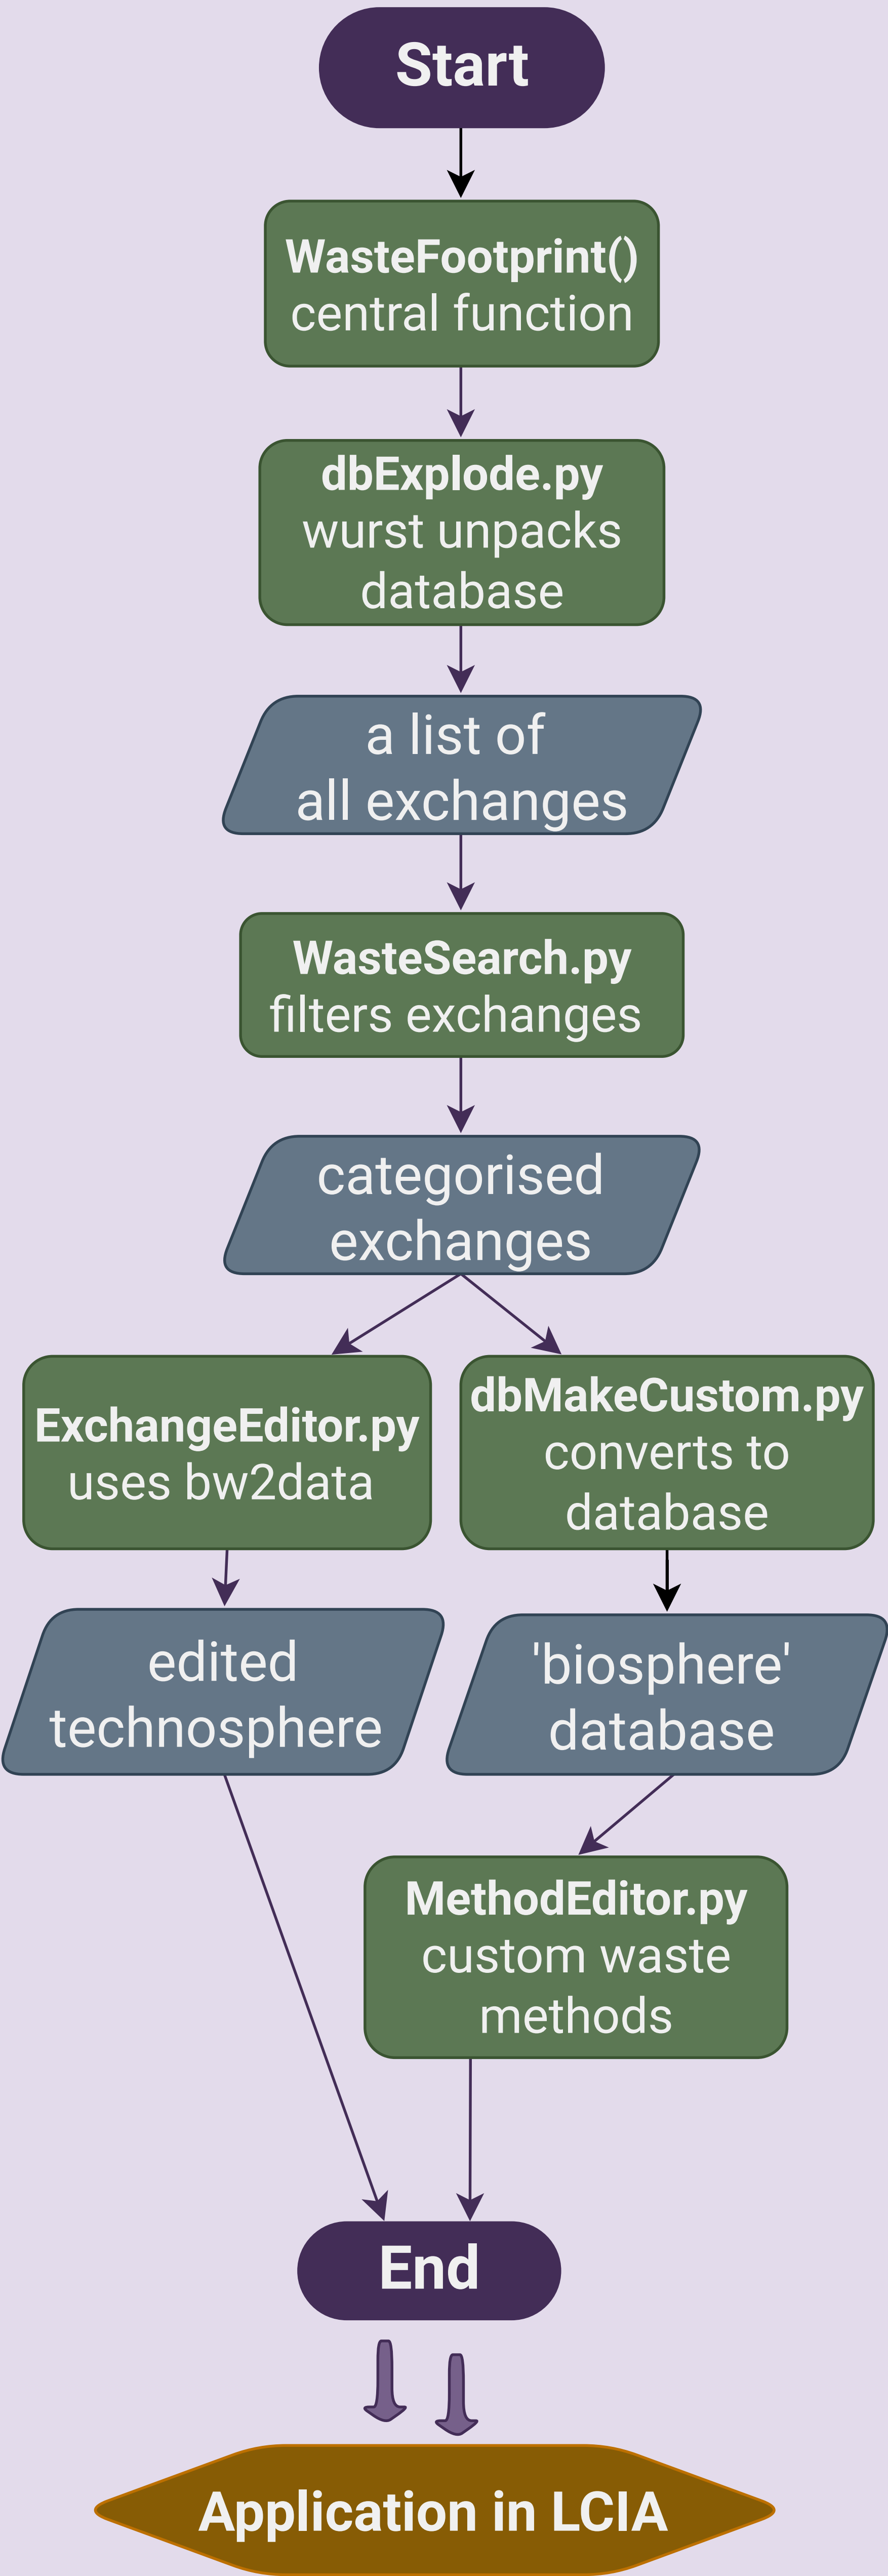 Start
WasteFootprint()
central function
dbExplode.py
wurst unpacks
database
a list of
all exchanges
WasteSearch.py
filters exchanges
categorised
exchanges
ExchangeEditor.py
uses bw2data
dbMakeCustom.py
converts to
database
edited
technosphere
'biosphere'
database
MethodEditor.py
custom waste
methods
End
Application in LCIA